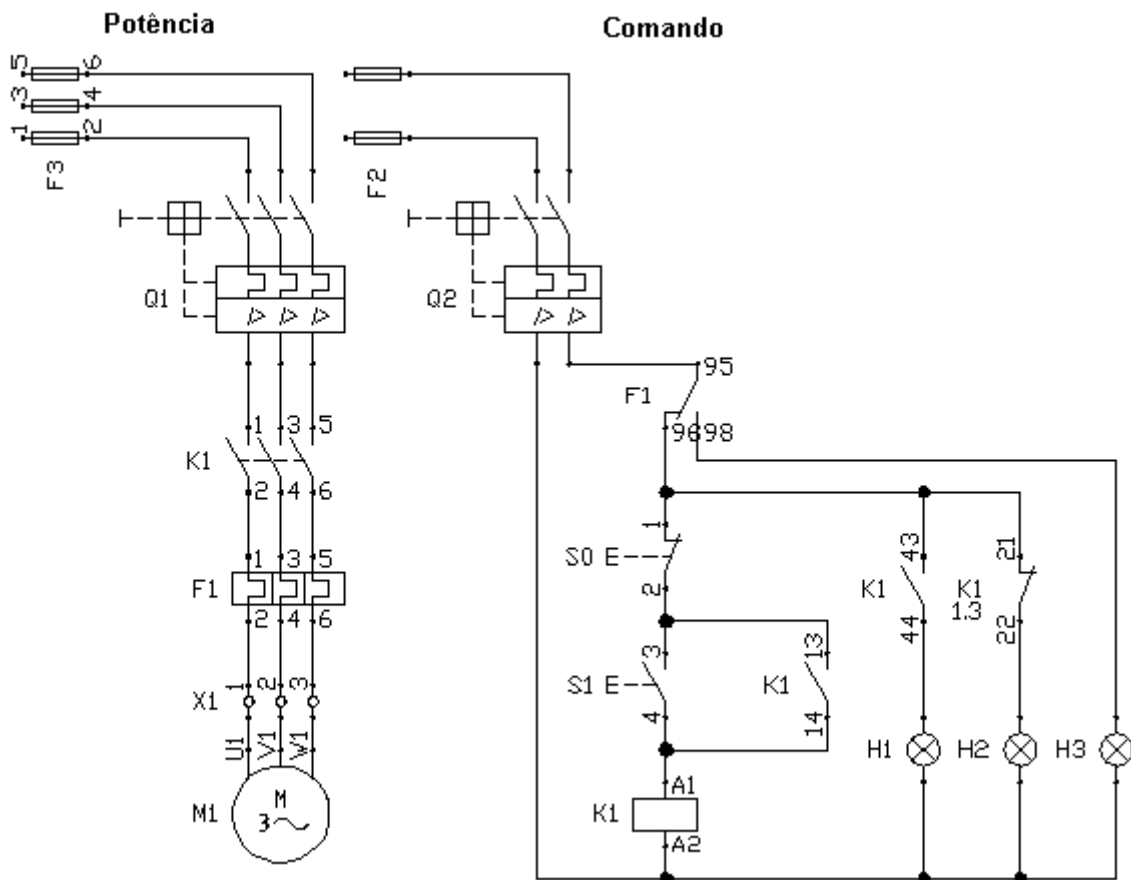 Potência
Comando
5 6
3 4
1 2
F3
F2
Q1
Q2
95
F1
96 98
1 3 5
K1
2 4 6
1 3 5
F1
2 4 6
1
S0 E
2
43
K1
44
21
K1
1.3
22
3
S1 E
4
13
K1
14
1 2 3
X1
U1 V1 W1
M1
M
3
H1
H2
H3
A1
K1
A2